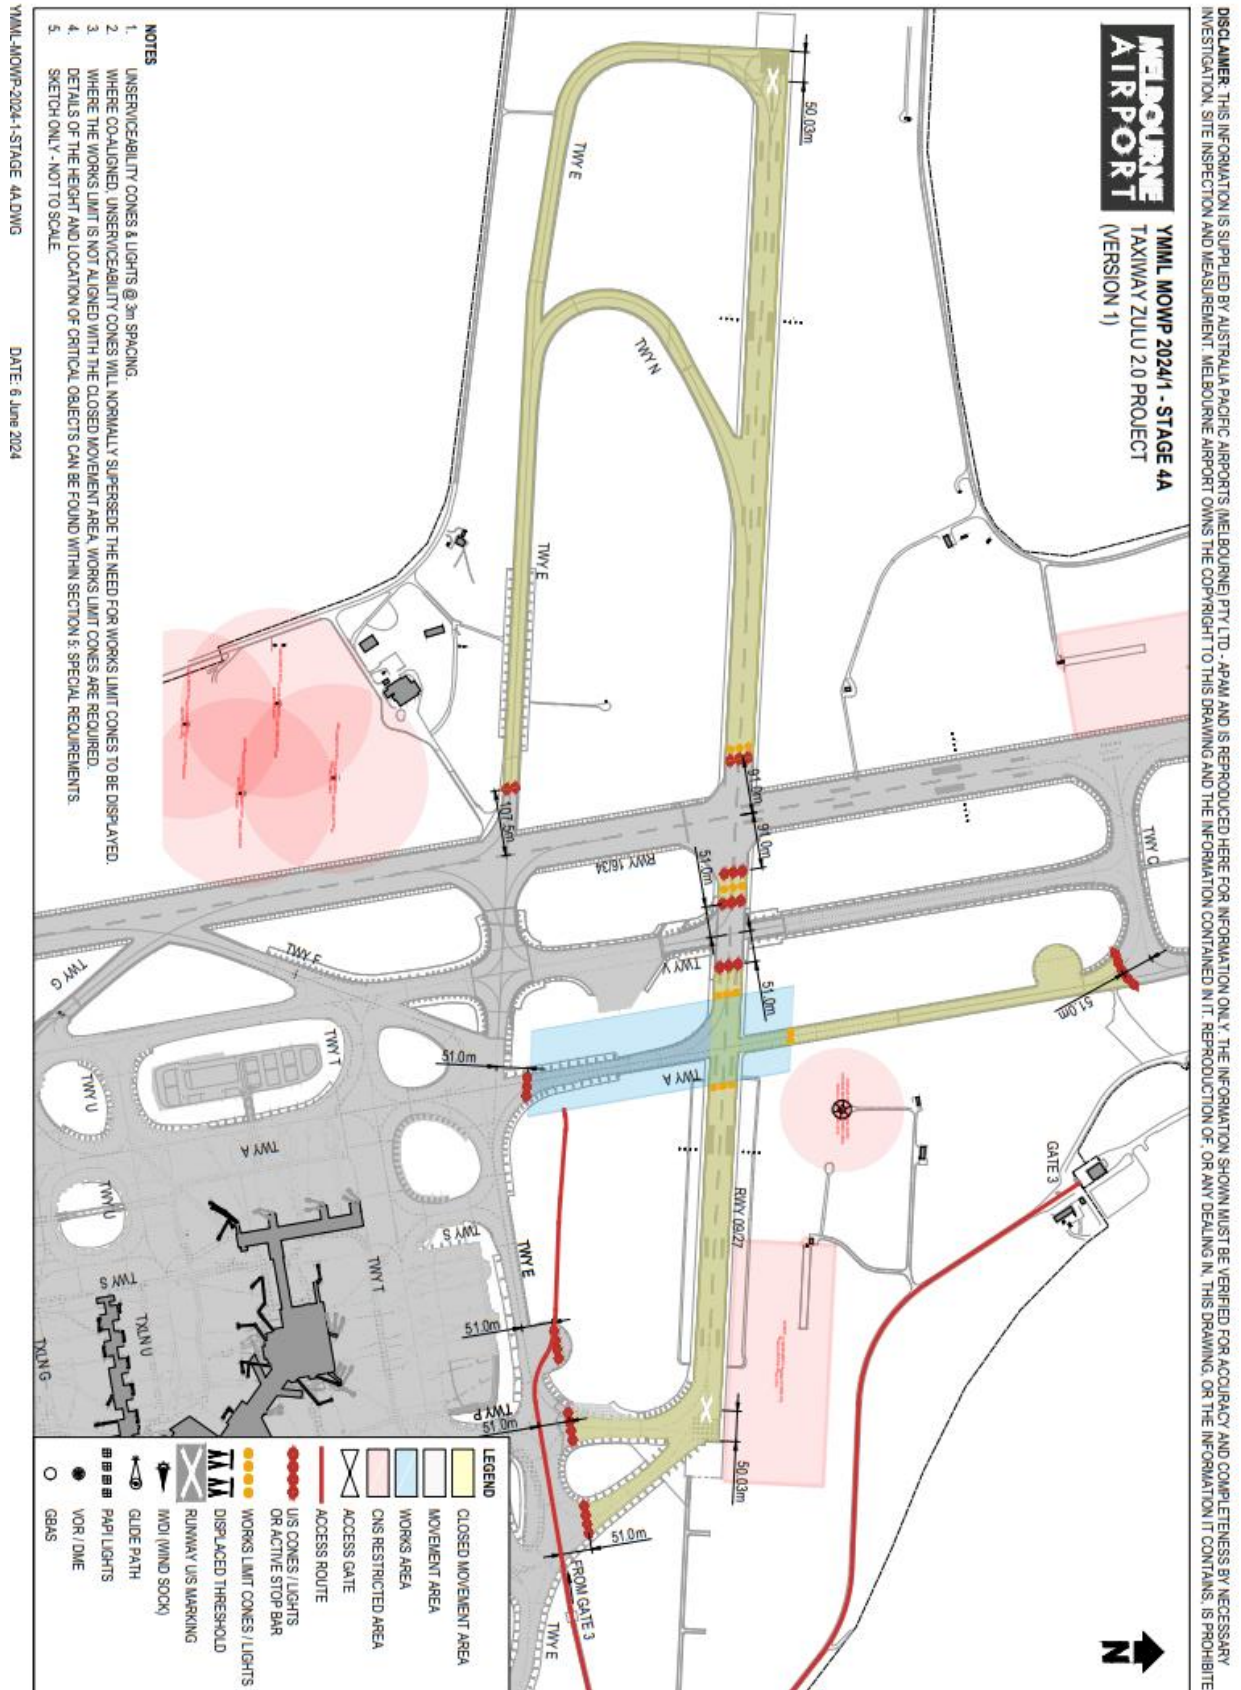 DISCLAIMER: THIS INFORMATION IS SUPPLIED BY AUSTRALIA PACIFIC AIRPORTS (MELBOURNE) PTY LTD - APAM AND IS REPRODUCED HERE FOR INFORMATION ONLY. THE INFORMATION SHOWN MUST BE VERIFIED FOR ACCURACY AND COMPLETENESS BY NECESSARY
INVESTIGATION, SITE INSPECTION AND MEASUREMENT. MELBOURNE AIRPORT OWNS THE COPYRIGHT TO THIS DRAWING AND THE INFORMATION CONTAINED IN IT. REPRODUCTION OF, OR ANY DEALING IN, THIS DRAWING, OR THE INFORMATION IT CONTAINS, IS PROHIBITE
MELBOURNE
AIRPORT
YMML MOWP 2024/1 - STAGE 4A
TAXIWAY ZULU 2.0 PROJECT
(VERSION 1)
50.03m
TWY E
TWY N
TWY E
91.0m
91.0m
107.5m
RWY 16/34
51.0m
TWY C
51.0m
TWY V
51.0m
TWY F
TWY G
51.0m
TWY A
TWY T
TWY U
TWY A
TWY U
TWY S
TWY S
TWY T
TXLN U
TXLN G
TWY E
RWY 09/27
GATE 3
51.0m
TWY P
51.0m
50.03m
51.0m
FROM GATE 3
TWY E
N
LEGEND
CLOSED MOVEMENT AREA
MOVEMENT AREA
WORKS AREA
CNS RESTRICTED AREA
ACCESS GATE
ACCESS ROUTE
U/S CONES / LIGHTS
OR ACTIVE STOP BAR
WORKS LIMIT CONES / LIGHTS
DISPLACED THRESHOLD
RUNWAY U/S MARKING
IWDI (WIND SOCK)
GLIDE PATH
PAPI LIGHTS
VOR / DME
GBAS
NOTES
1. UNSERVICEABILITY CONES & LIGHTS @ 3m SPACING.
2. WHERE CO-ALIGNED, UNSERVICEABILITY CONES WILL NORMALLY SUPERSEDE THE NEED FOR WORKS LIMIT CONES TO BE DISPLAYED.
3. WHERE THE WORKS LIMIT IS NOT ALIGNED WITH THE CLOSED MOVEMENT AREA, WORKS LIMIT CONES ARE REQUIRED.
4. DETAILS OF THE HEIGHT AND LOCATION OF CRITICAL OBJECTS CAN BE FOUND WITHIN SECTION 5: SPECIAL REQUIREMENTS.
5. SKETCH ONLY - NOT TO SCALE.
YMML-MOWP-2024-1-STAGE 4A.DWG
DATE: 6 June 2024